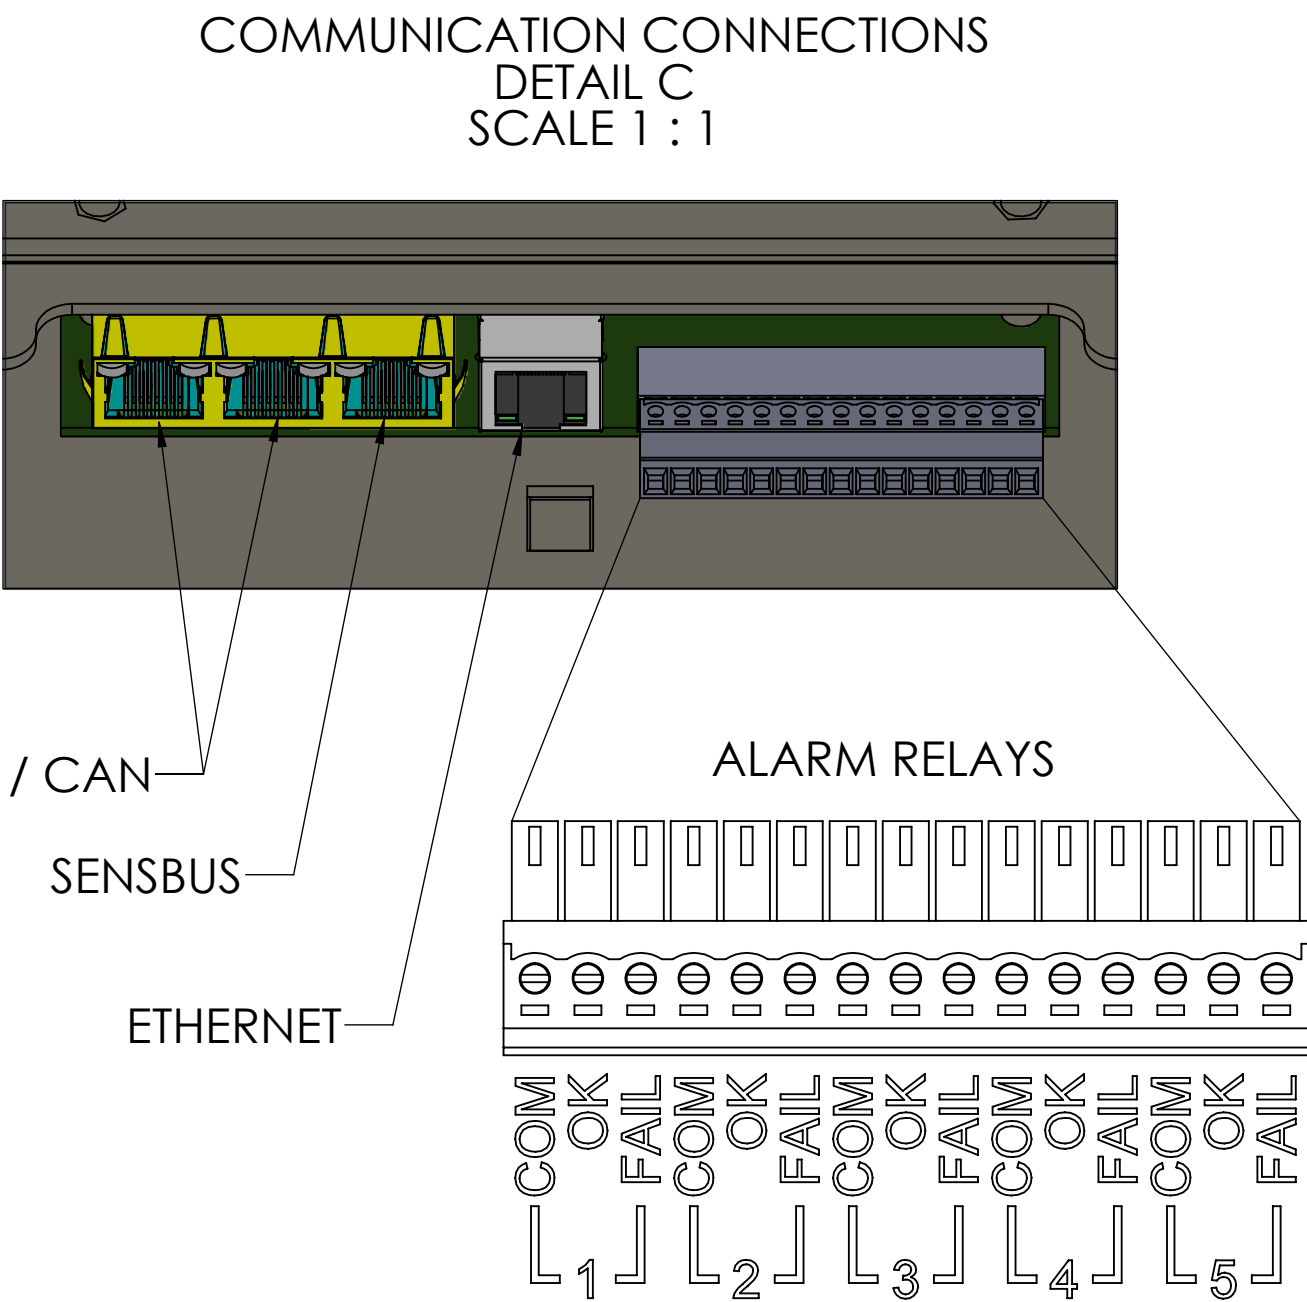 COMMUNICATION CONNECTIONS
DETAIL C
SCALE 1 : 1
/ CAN
ALARM RELAYS
SENSBUS
ETHERNET
COM OK FAIL COM OK FAIL COM OK FAIL COM OK FAIL COM OK FAIL
1 2 3 4 5